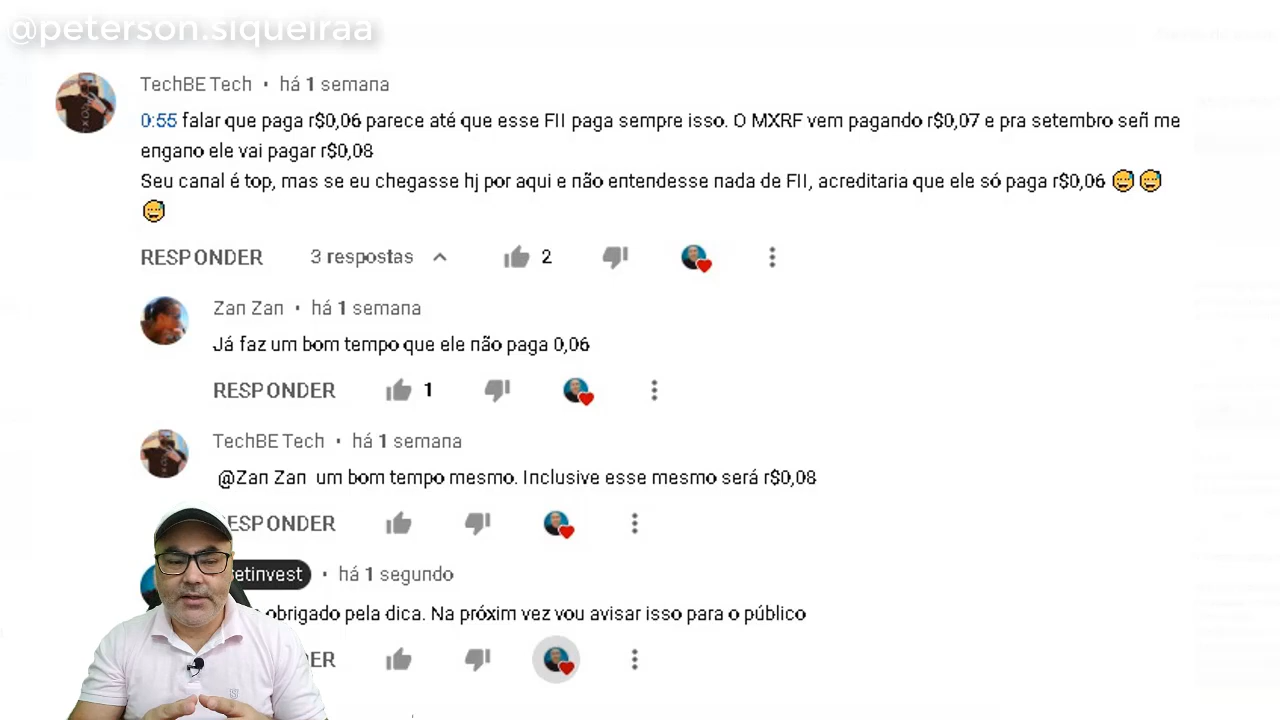 @peterson.siqueiraa
TechBE Tech • há 1 semana
0:55 falar que paga r$0,06 parece até que esse FII paga sempre isso. O MXRF vem pagando r$0,07 e pra setembro señ me
engano ele vai pagar r$0,08
Seu canal é top, mas se eu chegasse hj por aqui e não entendesse nada de FII, acreditaria que ele só paga r$0,06 😅😅
😅
RESPONDER 3 respostas 2
Zan Zan • há 1 semana
Já faz um bom tempo que ele não paga 0,06
RESPONDER 1
TechBE Tech • há 1 semana
@Zan Zan um bom tempo mesmo. Inclusive esse mesmo será r$0,08
ESPONDER
etinvest • há 1 segundo
obrigado pela dica. Na próxim vez vou avisar isso para o público
ER